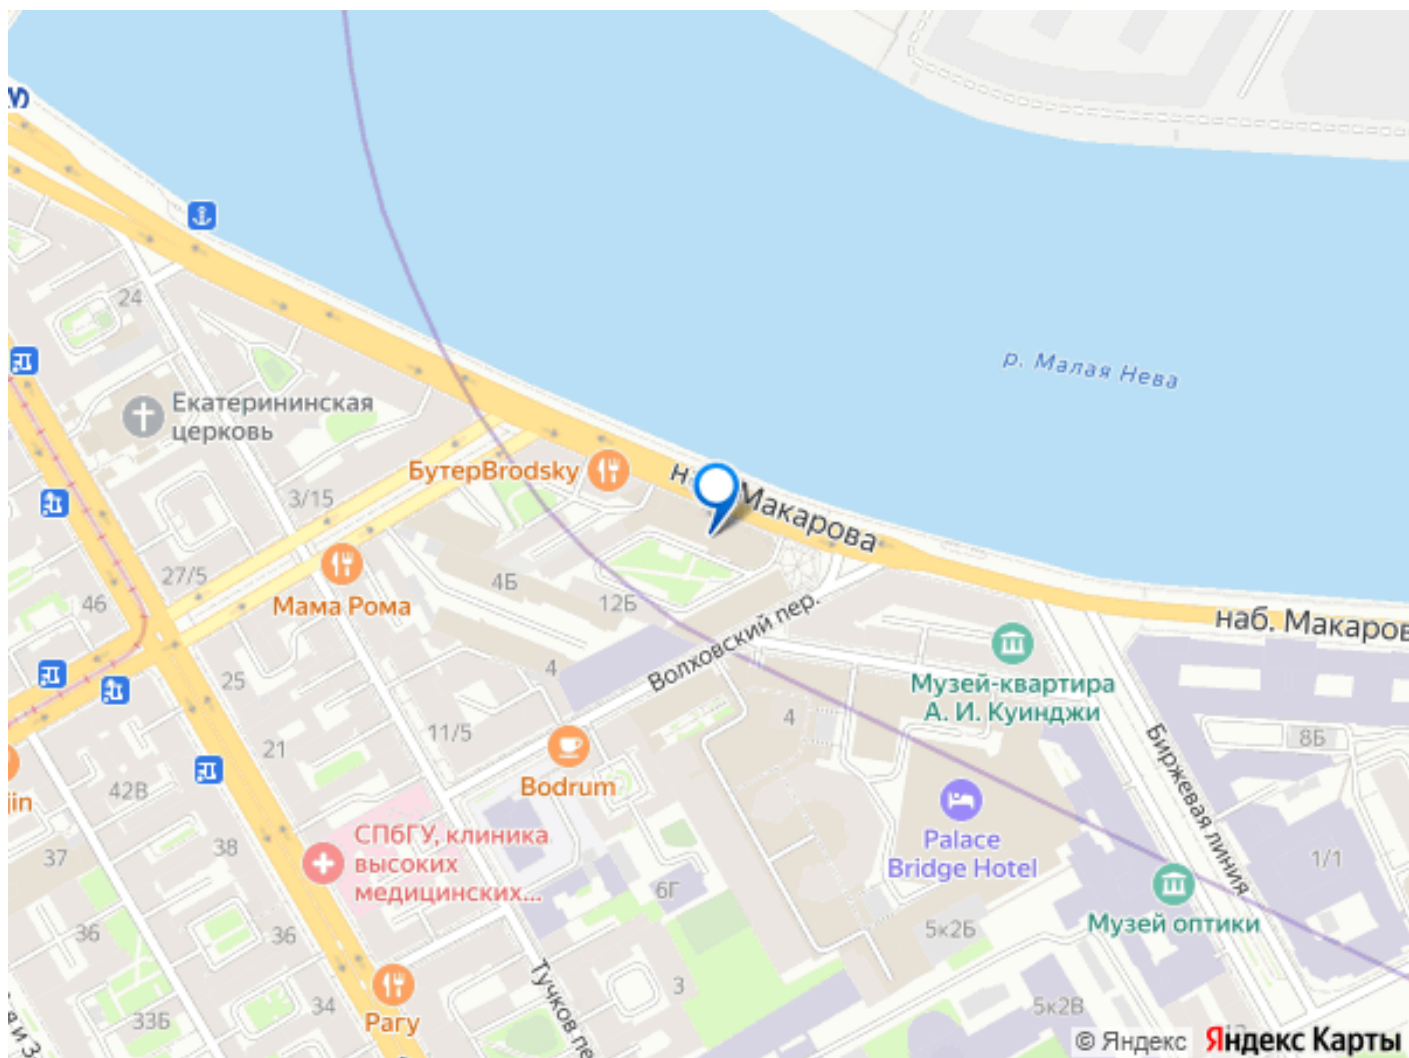 р. Малая Нева
24
Екатерининская
церковь
БутерBrodsky
наб. Макарова
3/15
27/5
Мама Рома
46
4Б
12Б
Волховский пер.
наб. Макаров
4
25
Музей-квартира
А. И. Куинджи
4
11/5
21
Биржевая линия
8Б
Bodrum
jin
42В
СПбГУ, клиника
высоких
медицинских...
Palace
Bridge Hotel
38
37
1/1
6Г
Музей оптики
5к2Б
36
36
Тучков пе
3
34
33Б
Рагу
5к2В
я и 3
© Яндекс
Яндекс Карты